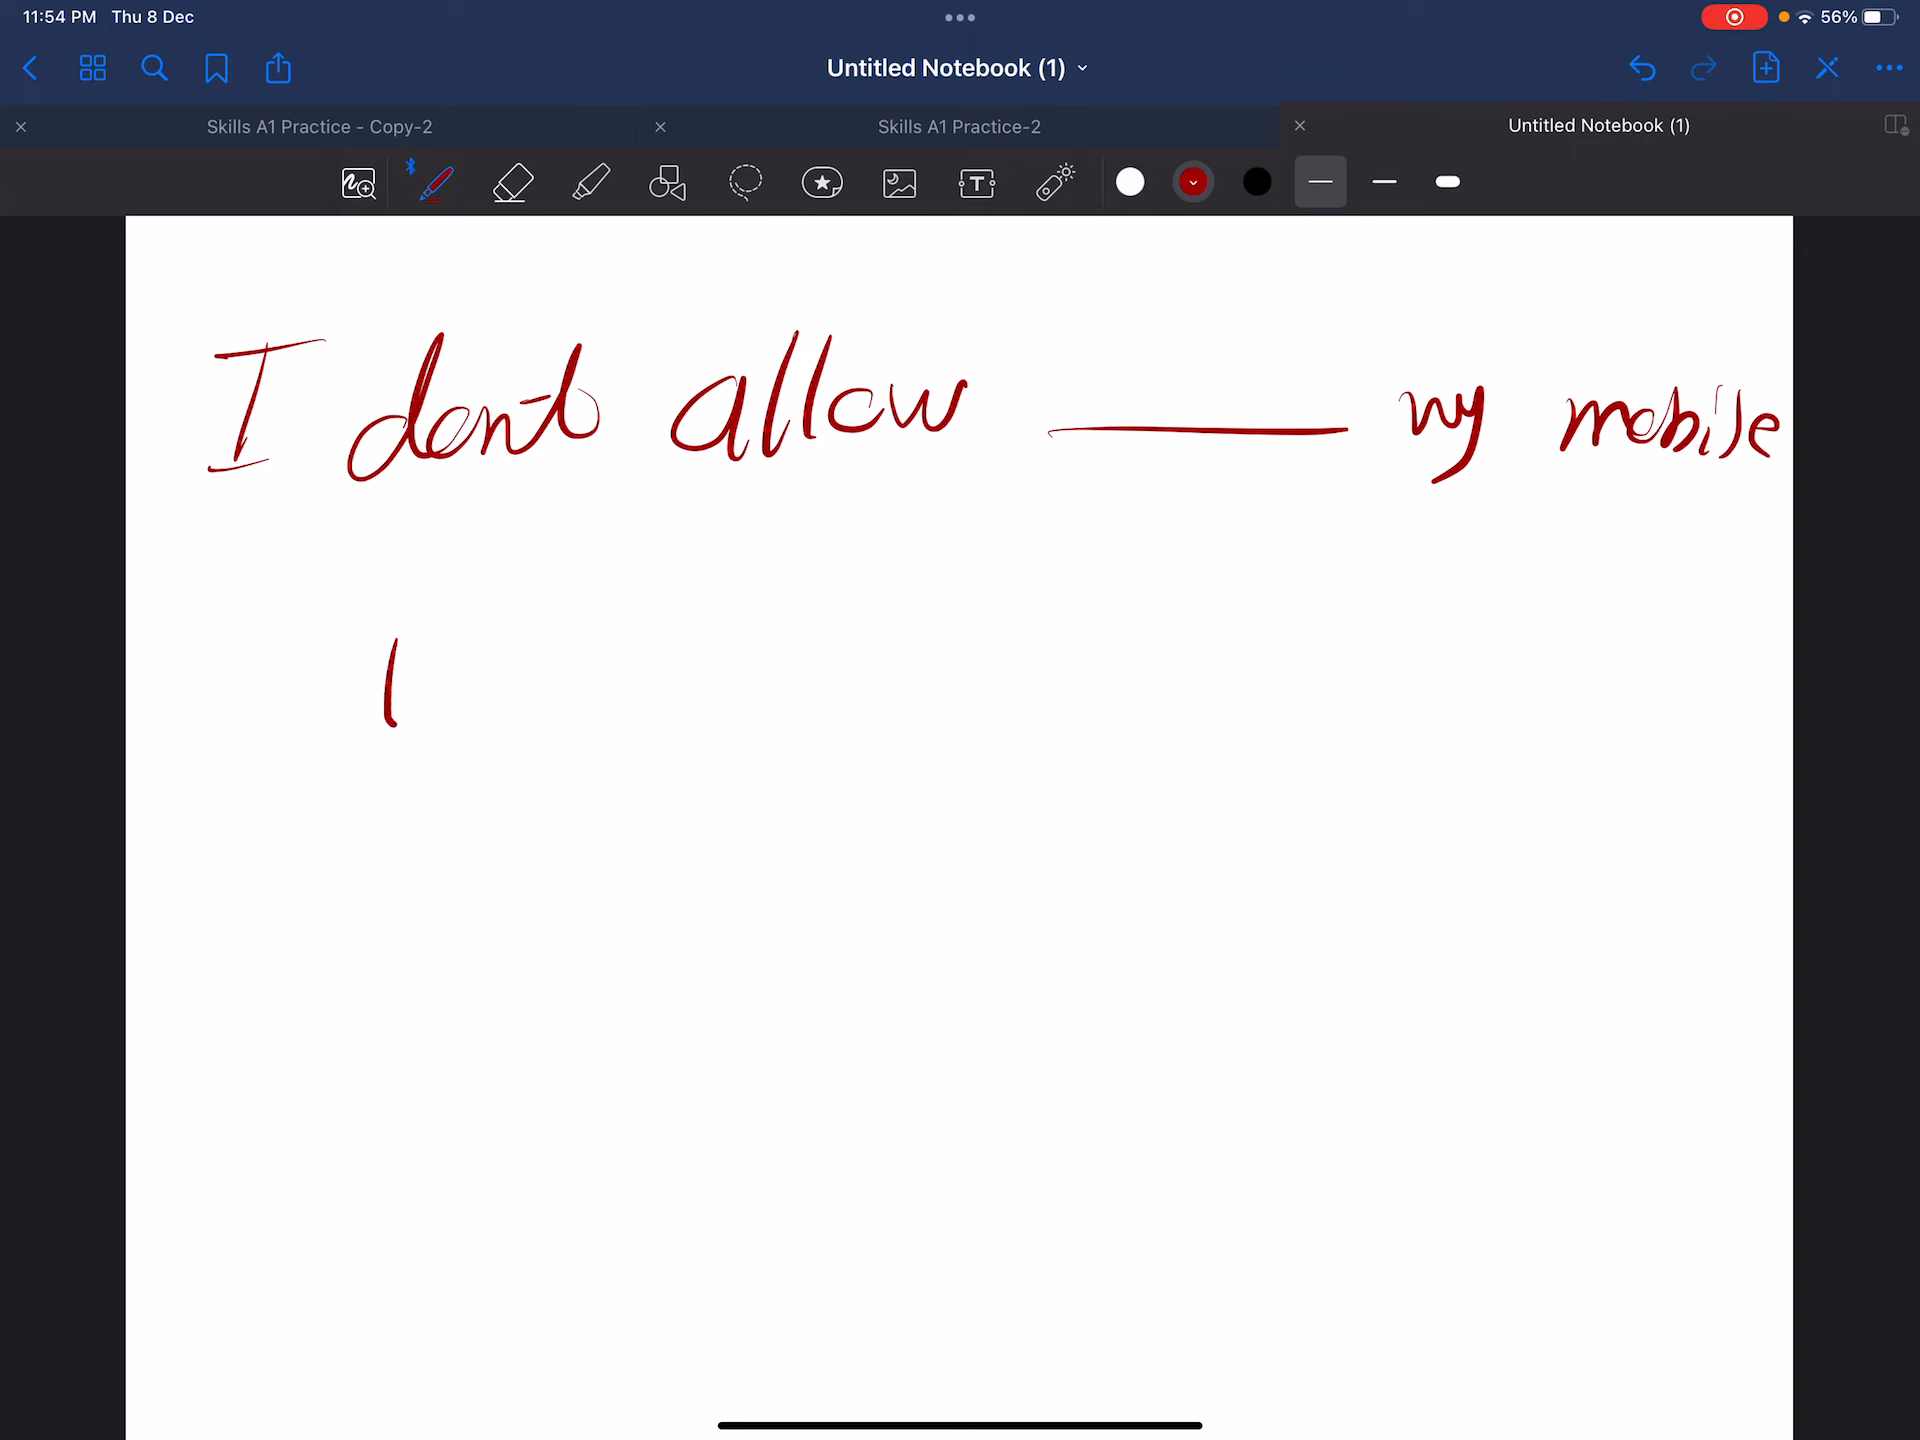 11:54 PM Thu 8 Dec
56%
Untitled Notebook (1)
Skills A1 Practice - Copy-2
Skills A1 Practice-2
Untitled Notebook (1)
T
I don't allow ______ my mobile